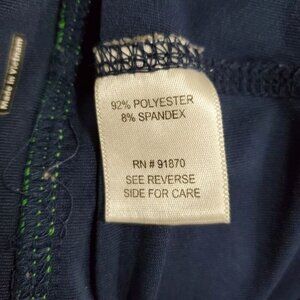 Made in Vietnam
92% POLYESTER
8% SPANDEX
RN # 91870
SEE REVERSE
SIDE FOR CARE